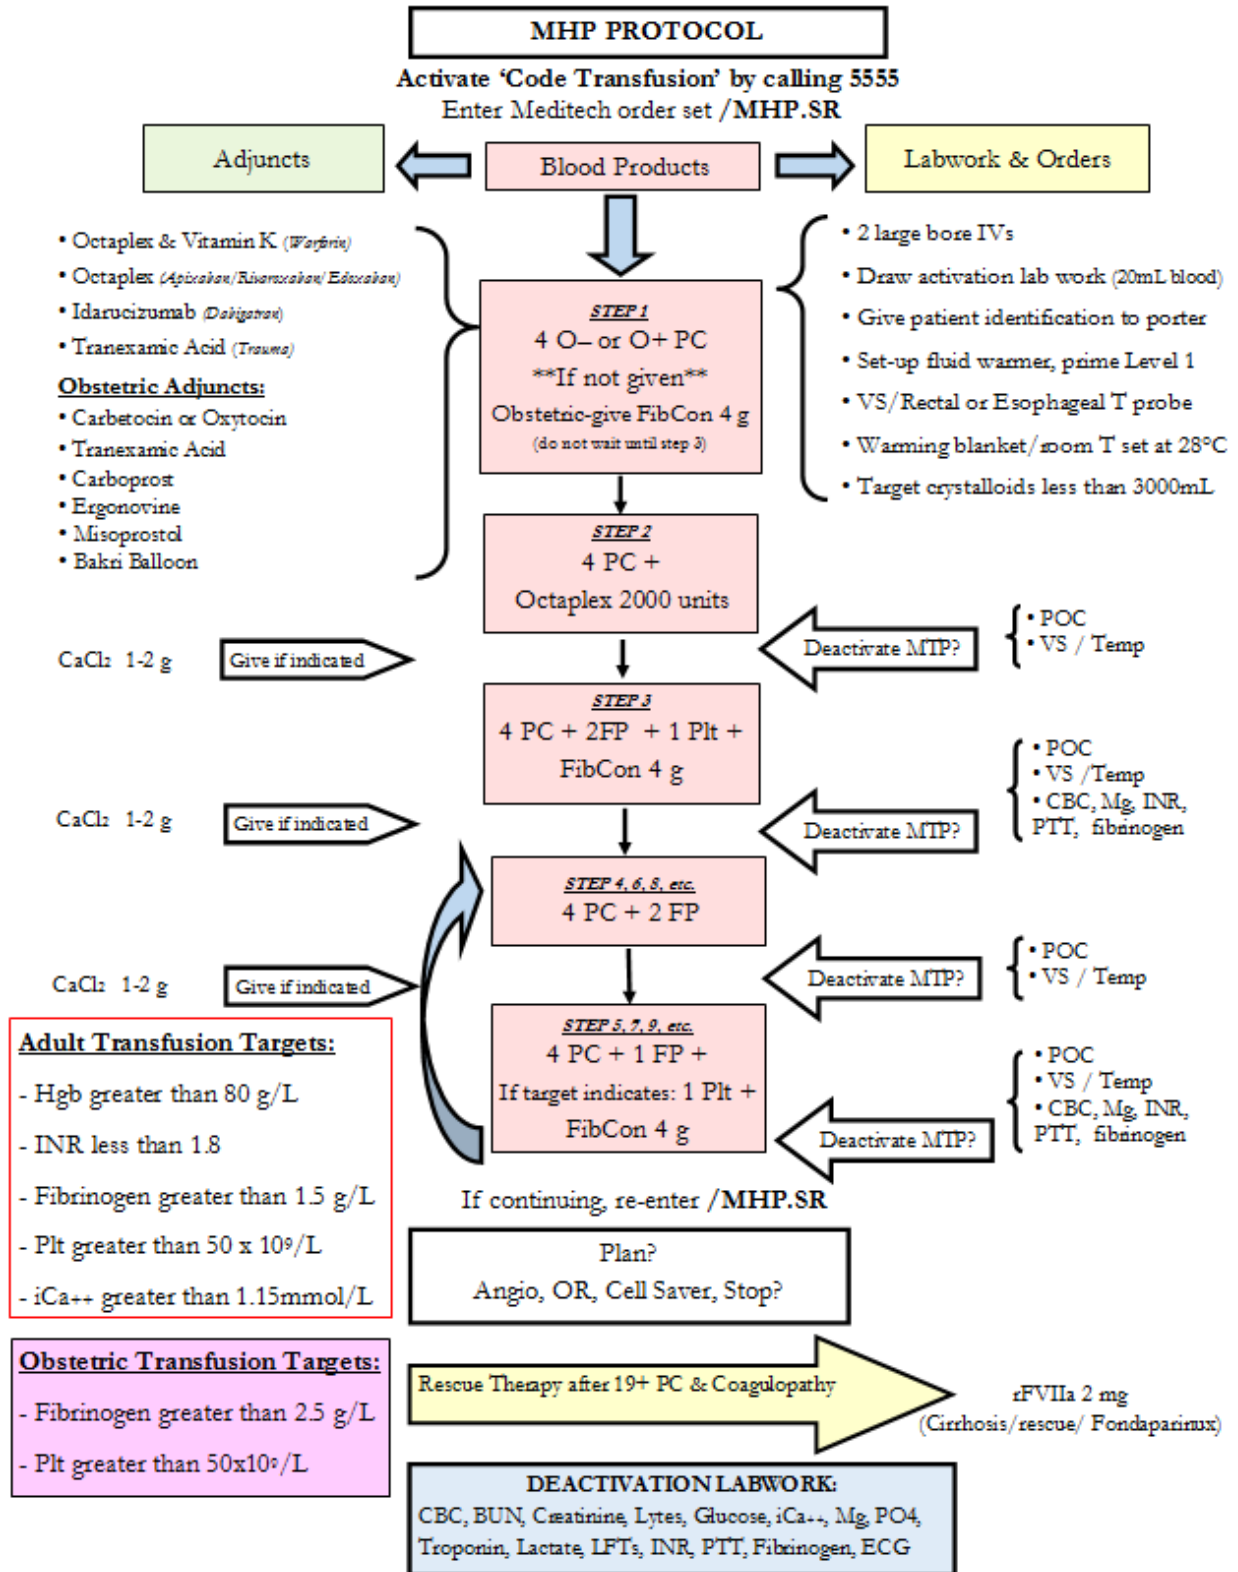 MHP PROTOCOL
Activate ‘Code Transfusion’ by calling 5555
Enter Meditech order set /MHP.SR
Adjuncts
Blood Products
Labwork & Orders
• Octaplex & Vitamin K (Warfarin)
• Octaplex (Apixaban/Rivaroxaban/Edoxaban)
• Idarucizumab (Dabigatran)
• Tranexamic Acid (Trauma)
Obstetric Adjuncts:
• Carbetocin or Oxytocin
• Tranexamic Acid
• Carboprost
• Ergonovine
• Misoprostol
• Bakri Balloon
STEP 1
4 O– or O+ PC
**If not given**
Obstetric-give FibCon 4 g
(do not wait until step 3)
• 2 large bore IVs
• Draw activation lab work (20mL blood)
• Give patient identification to porter
• Set-up fluid warmer, prime Level 1
• VS/Rectal or Esophageal T probe
• Warming blanket/room T set at 28°C
• Target crystalloids less than 3000mL
STEP 2
4 PC +
Octaplex 2000 units
CaCl₂ 1-2 g
Give if indicated
Deactivate MTP?
• POC
• VS / Temp
STEP 3
4 PC + 2FP + 1 Plt +
FibCon 4 g
CaCl₂ 1-2 g
Give if indicated
Deactivate MTP?
• POC
• VS /Temp
• CBC, Mg, INR,
PTT, fibrinogen
STEP 4, 6, 8, etc.
4 PC + 2 FP
CaCl₂ 1-2 g
Give if indicated
Deactivate MTP?
• POC
• VS / Temp
STEP 5, 7, 9, etc.
4 PC + 1 FP +
If target indicates: 1 Plt +
FibCon 4 g
Deactivate MTP?
• POC
• VS / Temp
• CBC, Mg, INR,
PTT, fibrinogen
If continuing, re-enter /MHP.SR
Adult Transfusion Targets:
- Hgb greater than 80 g/L
- INR less than 1.8
- Fibrinogen greater than 1.5 g/L
- Plt greater than 50 x 10⁹/L
- iCa++ greater than 1.15mmol/L
Plan?
Angio, OR, Cell Saver, Stop?
Obstetric Transfusion Targets:
- Fibrinogen greater than 2.5 g/L
- Plt greater than 50x10⁹/L
Rescue Therapy after 19+ PC & Coagulopathy
rFVIIa 2 mg
(Cirrhosis/rescue/ Fondaparinux)
DEACTIVATION LABWORK:
CBC, BUN, Creatinine, Lytes, Glucose, iCa++, Mg, PO4,
Troponin, Lactate, LFTs, INR, PTT, Fibrinogen, ECG